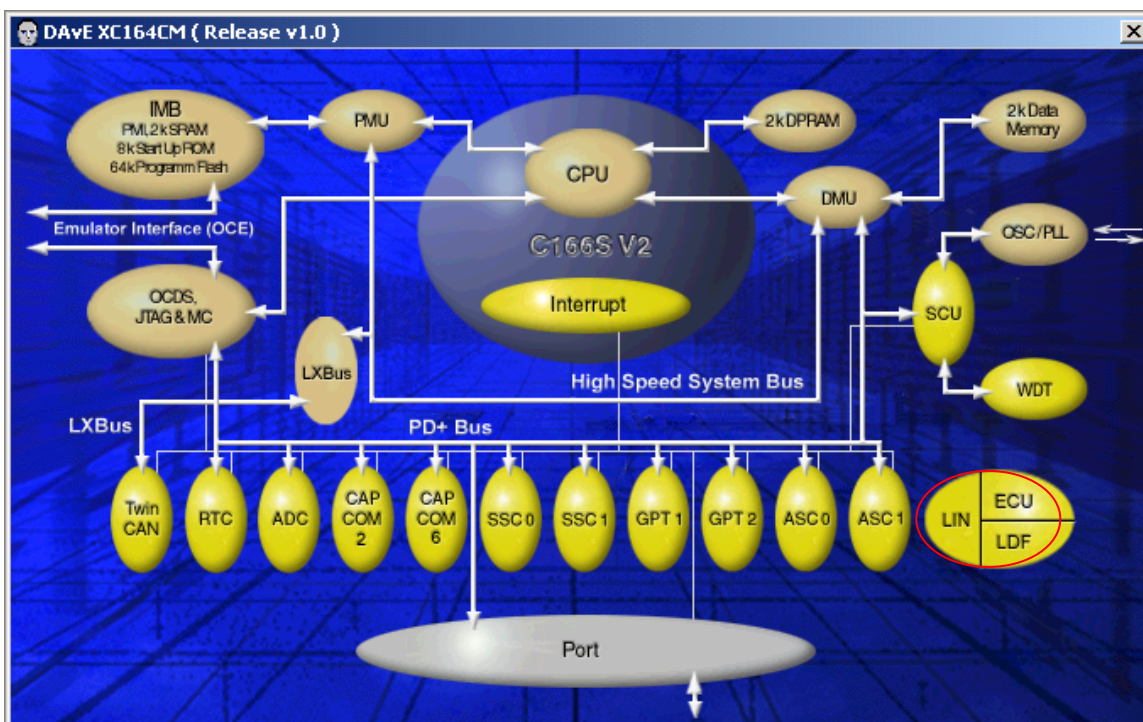 DAvE XC164CM ( Release v1.0 )
IMB
PMI, 2k SRAM
8k Start Up ROM
64k Programm Flash
PMU
CPU
C166S V2
Interrupt
2k DPRAM
2k Data
Memory
DMU
Emulator Interface (OCE)
OSC / PLL
OCDS,
JTAG & MC
SCU
LXBus
High Speed System Bus
WDT
LXBus
PD+ Bus
Twin
CAN
RTC
ADC
CAP
COM
2
CAP
COM
6
SSC 0
SSC 1
GPT 1
GPT 2
ASC 0
ASC 1
LIN
ECU
LDF
Port